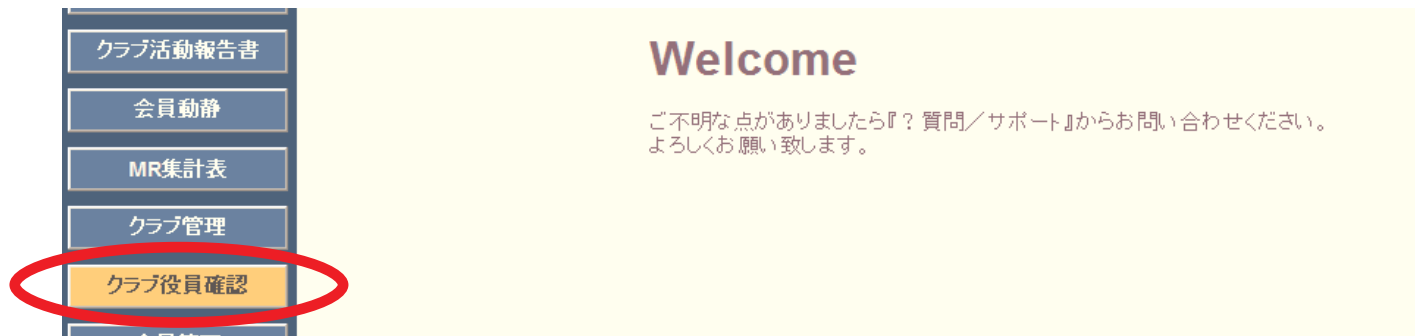 クラブ活動報告書
会員動静
MR集計表
クラブ管理
クラブ役員確認
Welcome
ご不明な点がありましたら『？質問／サポート』からお問い合わせください。
よろしくお願い致します。